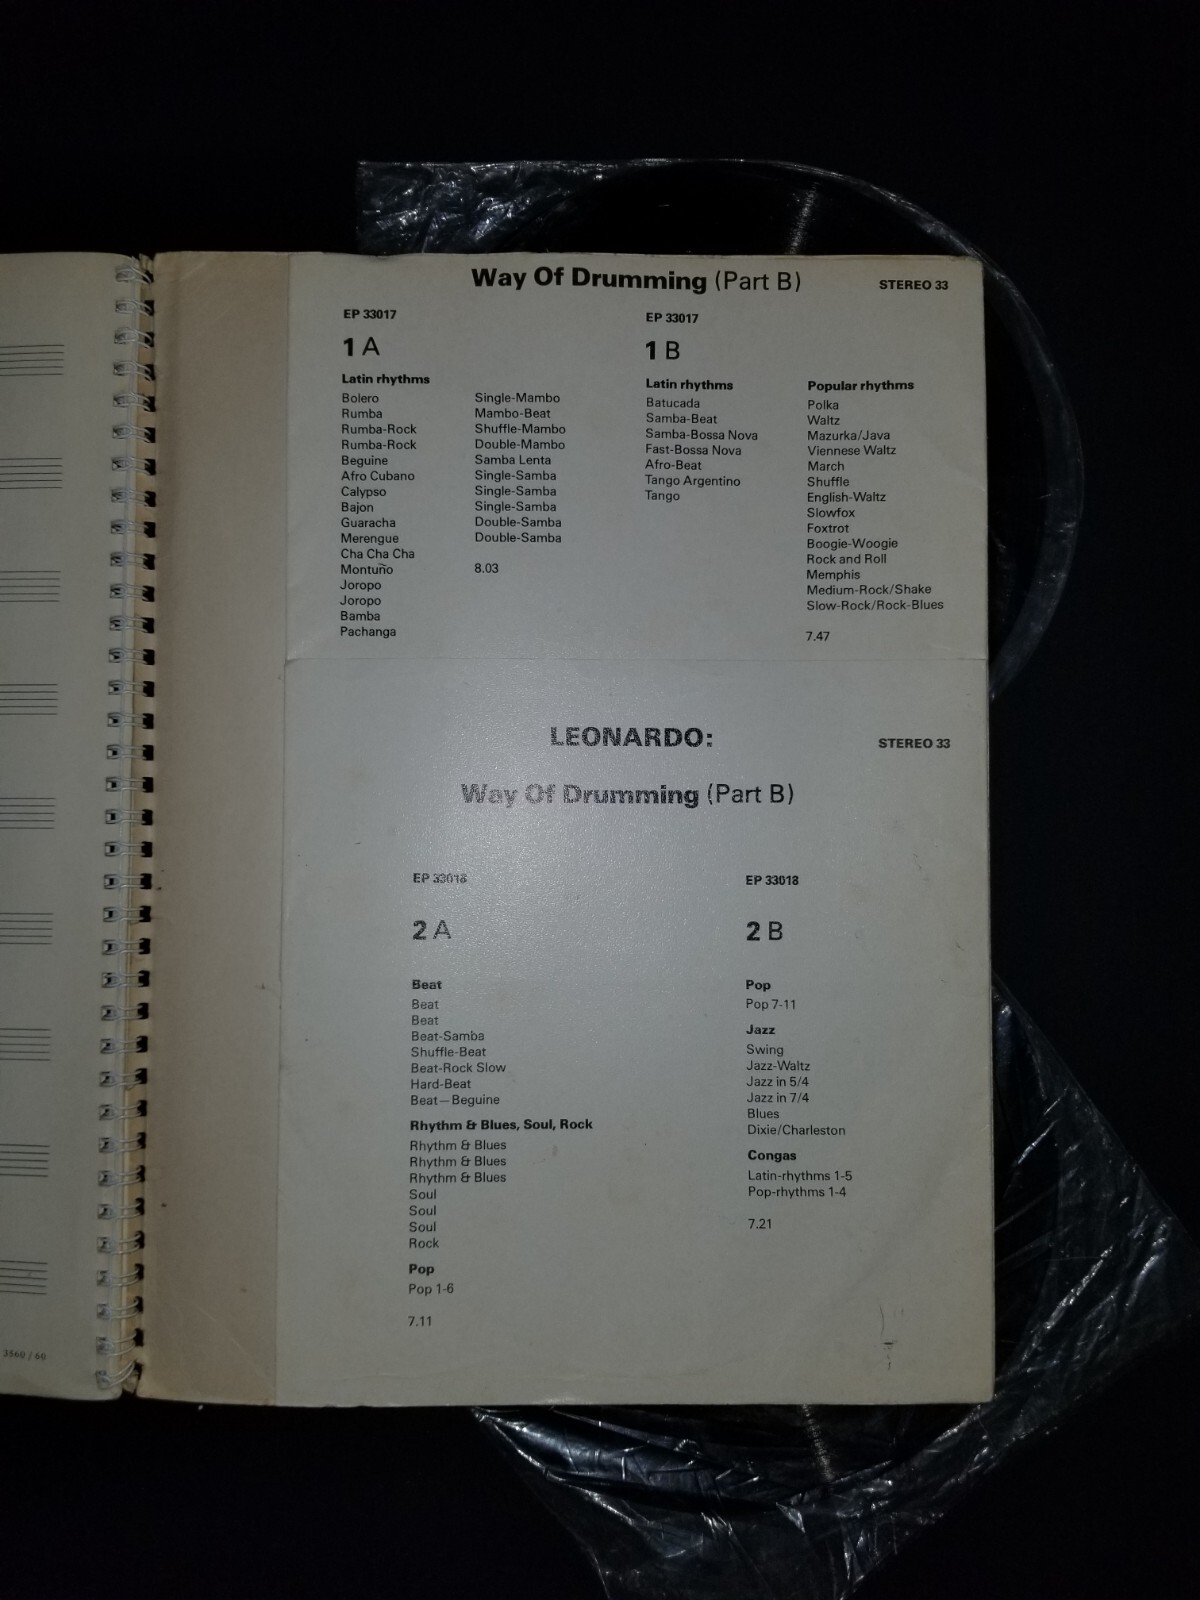 Way Of Drumming (Part B)
STEREO 33
EP 33017
1 A
Latin rhythms
Bolero
Rumba
Rumba-Rock
Rumba-Rock
Beguine
Afro Cubano
Calypso
Bajon
Guaracha
Merengue
Cha Cha Cha
Montuño
Joropo
Joropo
Bamba
Pachanga
Single-Mambo
Mambo-Beat
Shuffle-Mambo
Double-Mambo
Samba Lenta
Single-Samba
Single-Samba
Single-Samba
Double-Samba
Double-Samba
8.03
EP 33017
1 B
Latin rhythms
Batucada
Samba-Beat
Samba-Bossa Nova
Fast-Bossa Nova
Afro-Beat
Tango Argentino
Tango
Popular rhythms
Polka
Waltz
Mazurka/Java
Viennese Waltz
March
Shuffle
English-Waltz
Slowfox
Foxtrot
Boogie-Woogie
Rock and Roll
Memphis
Medium-Rock/Shake
Slow-Rock/Rock-Blues
7.47
LEONARDO:
STEREO 33
Way Of Drumming (Part B)
EP 33018
2 A
Beat
Beat
Beat
Beat-Samba
Shuffle-Beat
Beat-Rock Slow
Hard-Beat
Beat—Beguine
Rhythm & Blues, Soul, Rock
Rhythm & Blues
Rhythm & Blues
Rhythm & Blues
Soul
Soul
Soul
Rock
Pop
Pop 1-6
7.11
EP 33018
2 B
Pop
Pop 7-11
Jazz
Swing
Jazz-Waltz
Jazz in 5/4
Jazz in 7/4
Blues
Dixie/Charleston
Congas
Latin-rhythms 1-5
Pop-rhythms 1-4
7.21
3560 / 60